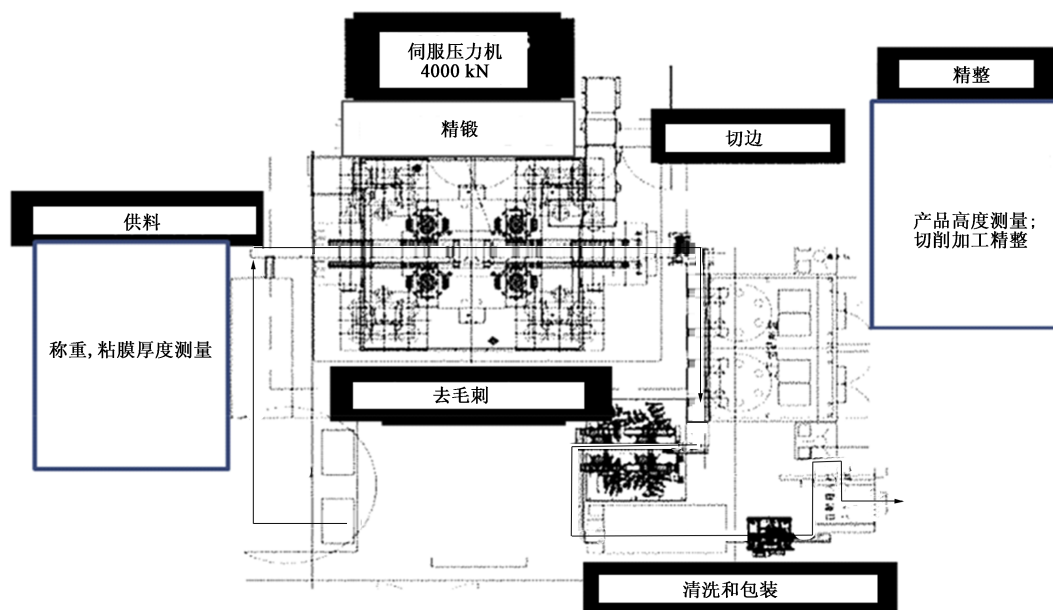 伺服压力机
4000 kN
精锻
切边
精整
供料
产品高度测量;
切削加工精整
称重,粘膜厚度测量
去毛刺
清洗和包装